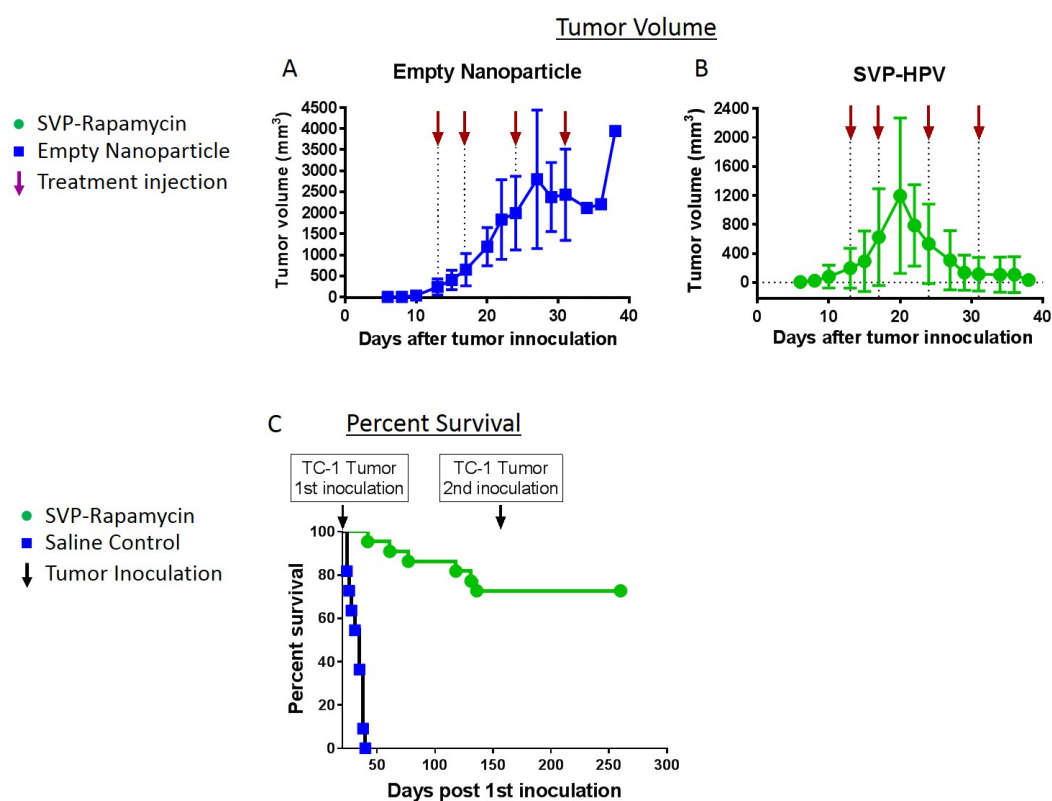 Tumor Volume
A
Empty Nanoparticle
B
SVP-HPV
SVP-Rapamycin
Empty Nanoparticle
Treatment injection
Tumor volume (mm³)
4500
4000
3500
3000
2500
2000
1500
1000
500
0
0 10 20 30 40
Days after tumor innoculation
Tumor volume (mm³)
2400
2000
1600
1200
800
400
0
0 10 20 30 40
Days after tumor innoculation
C
Percent Survival
TC-1 Tumor
1st inoculation
TC-1 Tumor
2nd inoculation
SVP-Rapamycin
Saline Control
Tumor Inoculation
Percent survival
100
80
60
40
20
0
50 100 150 200 250 300
Days post 1st inoculation